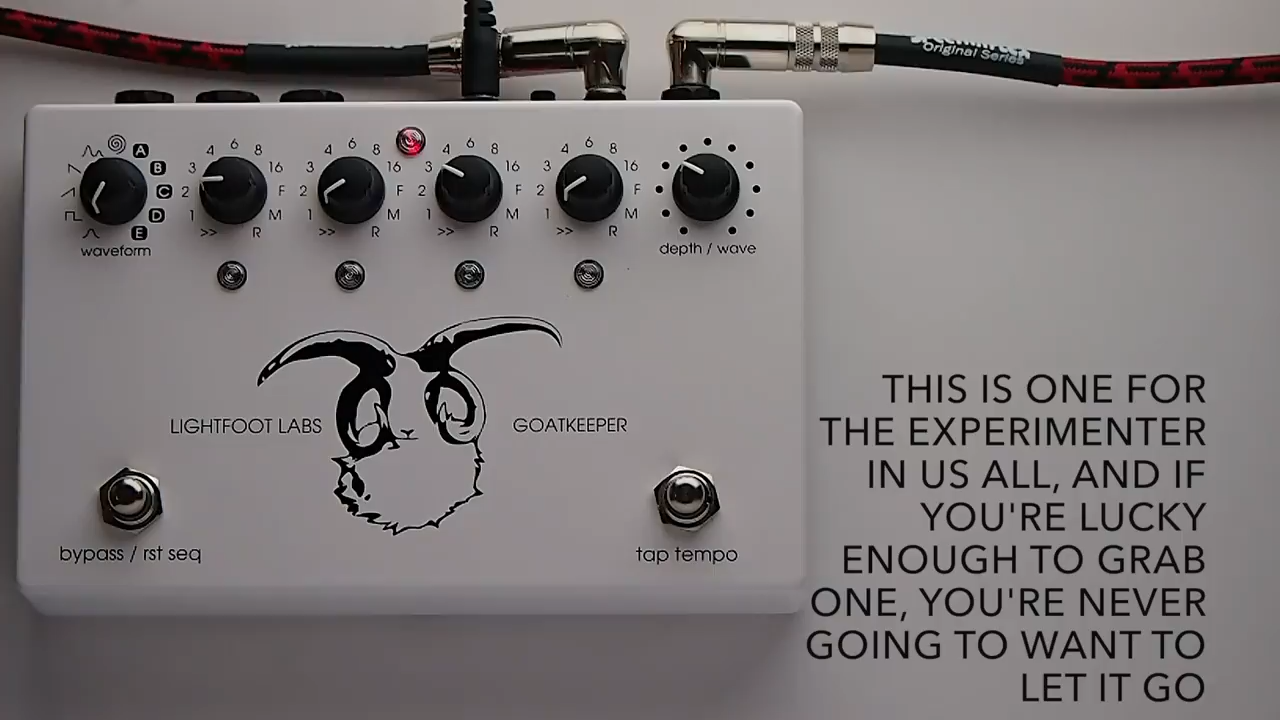 Original Series
A
B
C
D
E
waveform
>> 1 2 3 4 6 8 16 F M R
>> 1 2 3 4 6 8 16 F M R
>> 1 2 3 4 6 8 16 F M R
>> 1 2 3 4 6 8 16 F M R
depth / wave
LIGHTFOOT LABS
GOATKEEPER
bypass / rst seq
tap tempo
THIS IS ONE FOR
THE EXPERIMENTER
IN US ALL, AND IF
YOU'RE LUCKY
ENOUGH TO GRAB
ONE, YOU'RE NEVER
GOING TO WANT TO
LET IT GO